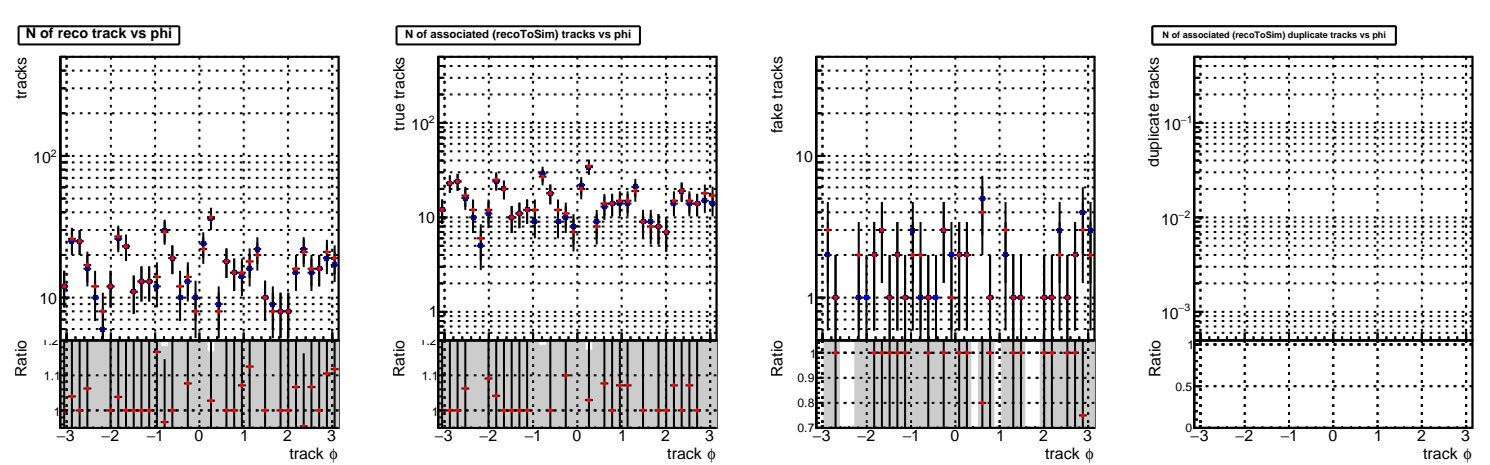 N of reco track vs phi
tracks
10²
10
Ratio
1.2
1.1
1
−3 −2 −1 0 1 2 3
track ϕ
N of associated (recoToSim) tracks vs phi
true tracks
10²
10
1
Ratio
1.2
1.1
1
−3 −2 −1 0 1 2 3
track ϕ
fake tracks
10
1
Ratio
1
0.9
0.8
0.7
−3 −2 −1 0 1 2 3
track ϕ
N of associated (recoToSim) duplicate tracks vs phi
duplicate tracks
10⁻¹
10⁻²
10⁻³
Ratio
1
0.5
0
−3 −2 −1 0 1 2 3
track ϕ